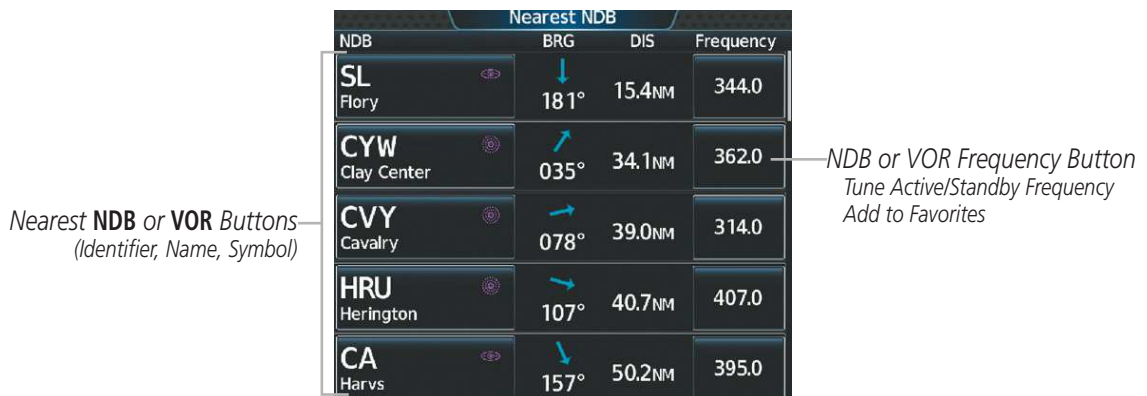 Nearest NDB
NDB BRG DIS Frequency
SL
Flory
181° 15.4NM 344.0
CYW
Clay Center
035° 34.1NM 362.0
CVY
Cavalry
078° 39.0NM 314.0
HRU
Herington
107° 40.7NM 407.0
CA
Harvs
157° 50.2NM 395.0
Nearest NDB or VOR Buttons
(Identifier, Name, Symbol)
NDB or VOR Frequency Button
Tune Active/Standby Frequency
Add to Favorites